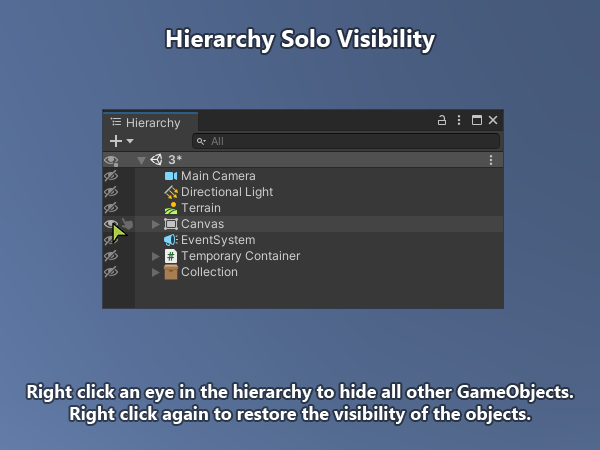 Hierarchy Solo Visibility
Hierarchy
All
3*
Main Camera
Directional Light
Terrain
Canvas
EventSystem
#
Temporary Container
Collection
Right click an eye in the hierarchy to hide all other GameObjects.
Right click again to restore the visibility of the objects.